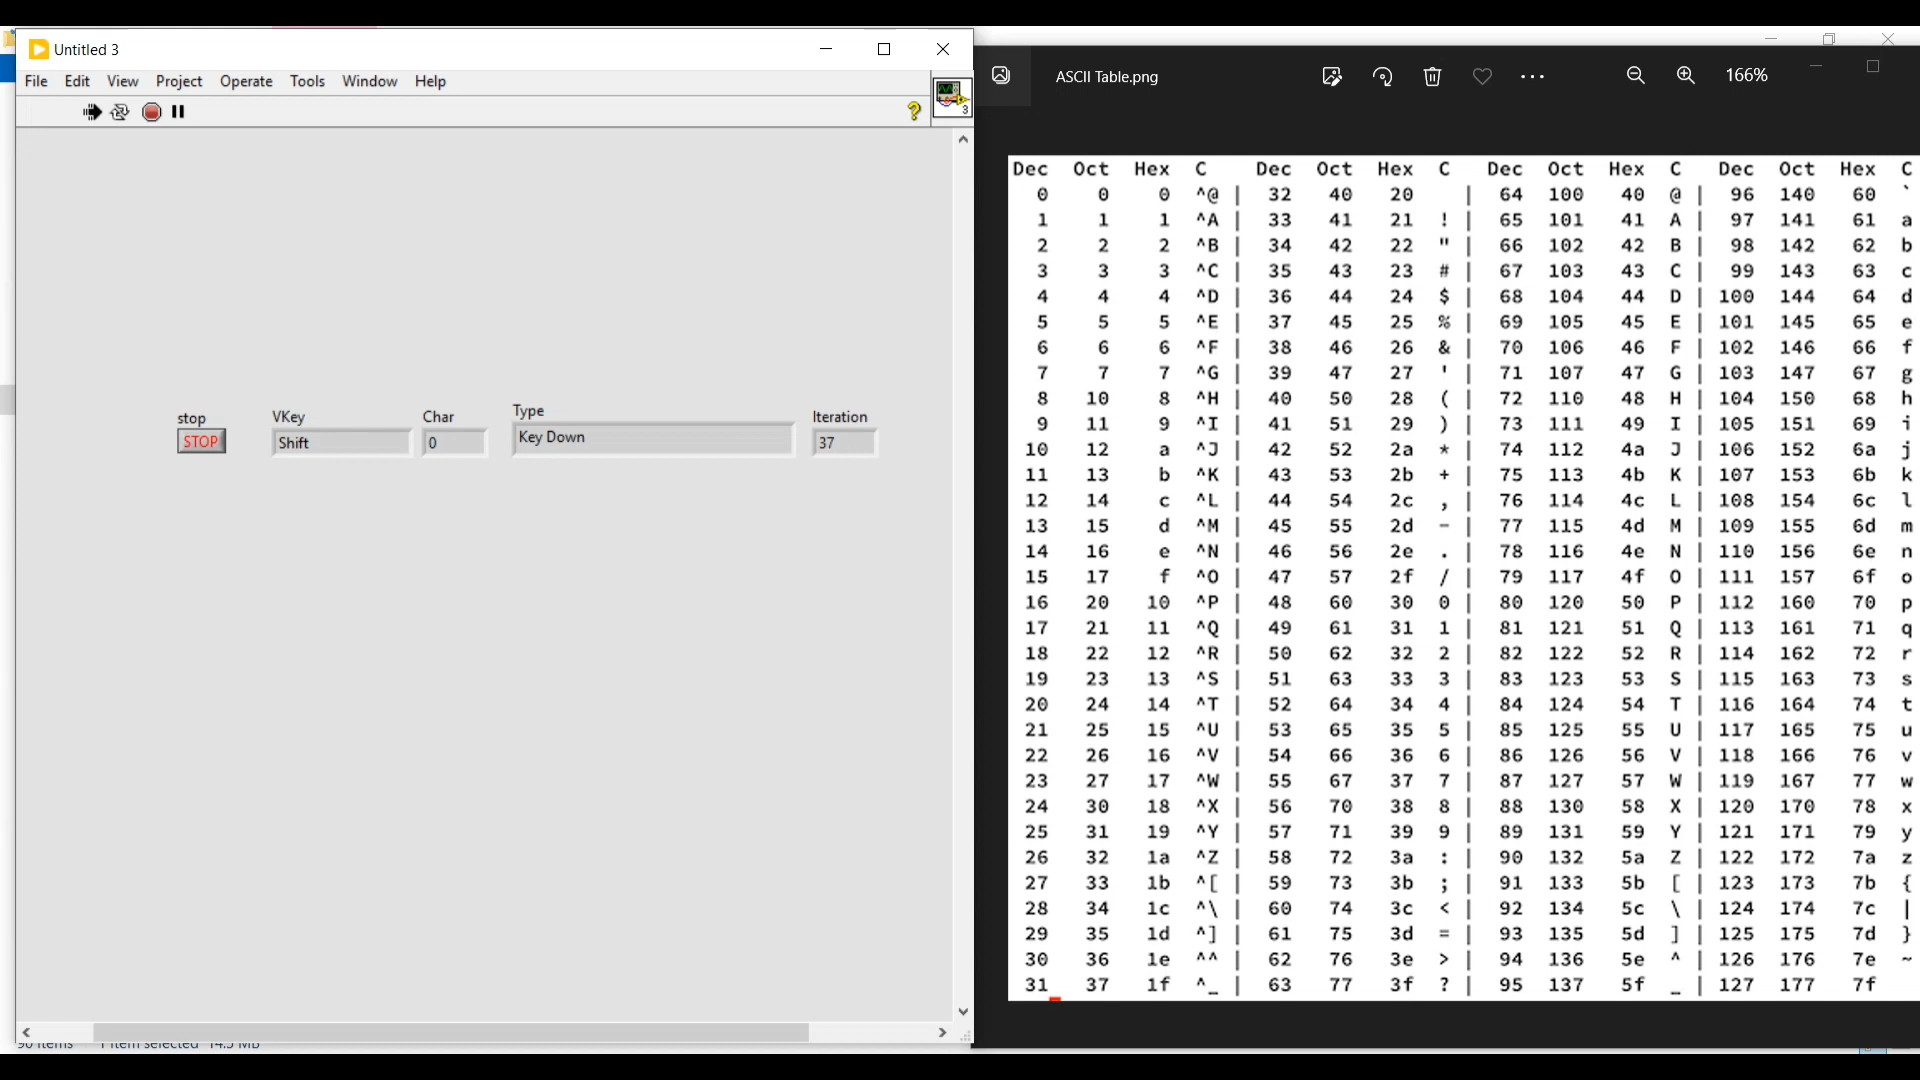 Untitled 3
File Edit View Project Operate Tools Window Help
3
stop
STOP
VKey
Shift
Char
0
Type
Key Down
Iteration
37
ASCII Table.png
166%
Dec Oct Hex C Dec Oct Hex C Dec Oct Hex C Dec Oct Hex C
0 0 0 ^@ | 32 40 20 | 64 100 40 @ | 96 140 60 `
1 1 1 ^A | 33 41 21 ! | 65 101 41 A | 97 141 61 a
2 2 2 ^B | 34 42 22 " | 66 102 42 B | 98 142 62 b
3 3 3 ^C | 35 43 23 # | 67 103 43 C | 99 143 63 c
4 4 4 ^D | 36 44 24 $ | 68 104 44 D | 100 144 64 d
5 5 5 ^E | 37 45 25 % | 69 105 45 E | 101 145 65 e
6 6 6 ^F | 38 46 26 & | 70 106 46 F | 102 146 66 f
7 7 7 ^G | 39 47 27 ' | 71 107 47 G | 103 147 67 g
8 10 8 ^H | 40 50 28 ( | 72 110 48 H | 104 150 68 h
9 11 9 ^I | 41 51 29 ) | 73 111 49 I | 105 151 69 i
10 12 a ^J | 42 52 2a * | 74 112 4a J | 106 152 6a j
11 13 b ^K | 43 53 2b + | 75 113 4b K | 107 153 6b k
12 14 c ^L | 44 54 2c , | 76 114 4c L | 108 154 6c l
13 15 d ^M | 45 55 2d - | 77 115 4d M | 109 155 6d m
14 16 e ^N | 46 56 2e . | 78 116 4e N | 110 156 6e n
15 17 f ^O | 47 57 2f / | 79 117 4f O | 111 157 6f o
16 20 10 ^P | 48 60 30 0 | 80 120 50 P | 112 160 70 p
17 21 11 ^Q | 49 61 31 1 | 81 121 51 Q | 113 161 71 q
18 22 12 ^R | 50 62 32 2 | 82 122 52 R | 114 162 72 r
19 23 13 ^S | 51 63 33 3 | 83 123 53 S | 115 163 73 s
20 24 14 ^T | 52 64 34 4 | 84 124 54 T | 116 164 74 t
21 25 15 ^U | 53 65 35 5 | 85 125 55 U | 117 165 75 u
22 26 16 ^V | 54 66 36 6 | 86 126 56 V | 118 166 76 v
23 27 17 ^W | 55 67 37 7 | 87 127 57 W | 119 167 77 w
24 30 18 ^X | 56 70 38 8 | 88 130 58 X | 120 170 78 x
25 31 19 ^Y | 57 71 39 9 | 89 131 59 Y | 121 171 79 y
26 32 1a ^Z | 58 72 3a : | 90 132 5a Z | 122 172 7a z
27 33 1b ^[ | 59 73 3b ; | 91 133 5b [ | 123 173 7b {
28 34 1c ^\ | 60 74 3c < | 92 134 5c \ | 124 174 7c |
29 35 1d ^] | 61 75 3d = | 93 135 5d ] | 125 175 7d }
30 36 1e ^^ | 62 76 3e > | 94 136 5e ^ | 126 176 7e ~
31 37 1f ^_ | 63 77 3f ? | 95 137 5f _ | 127 177 7f
90 items 1 item selected 14.5 MB